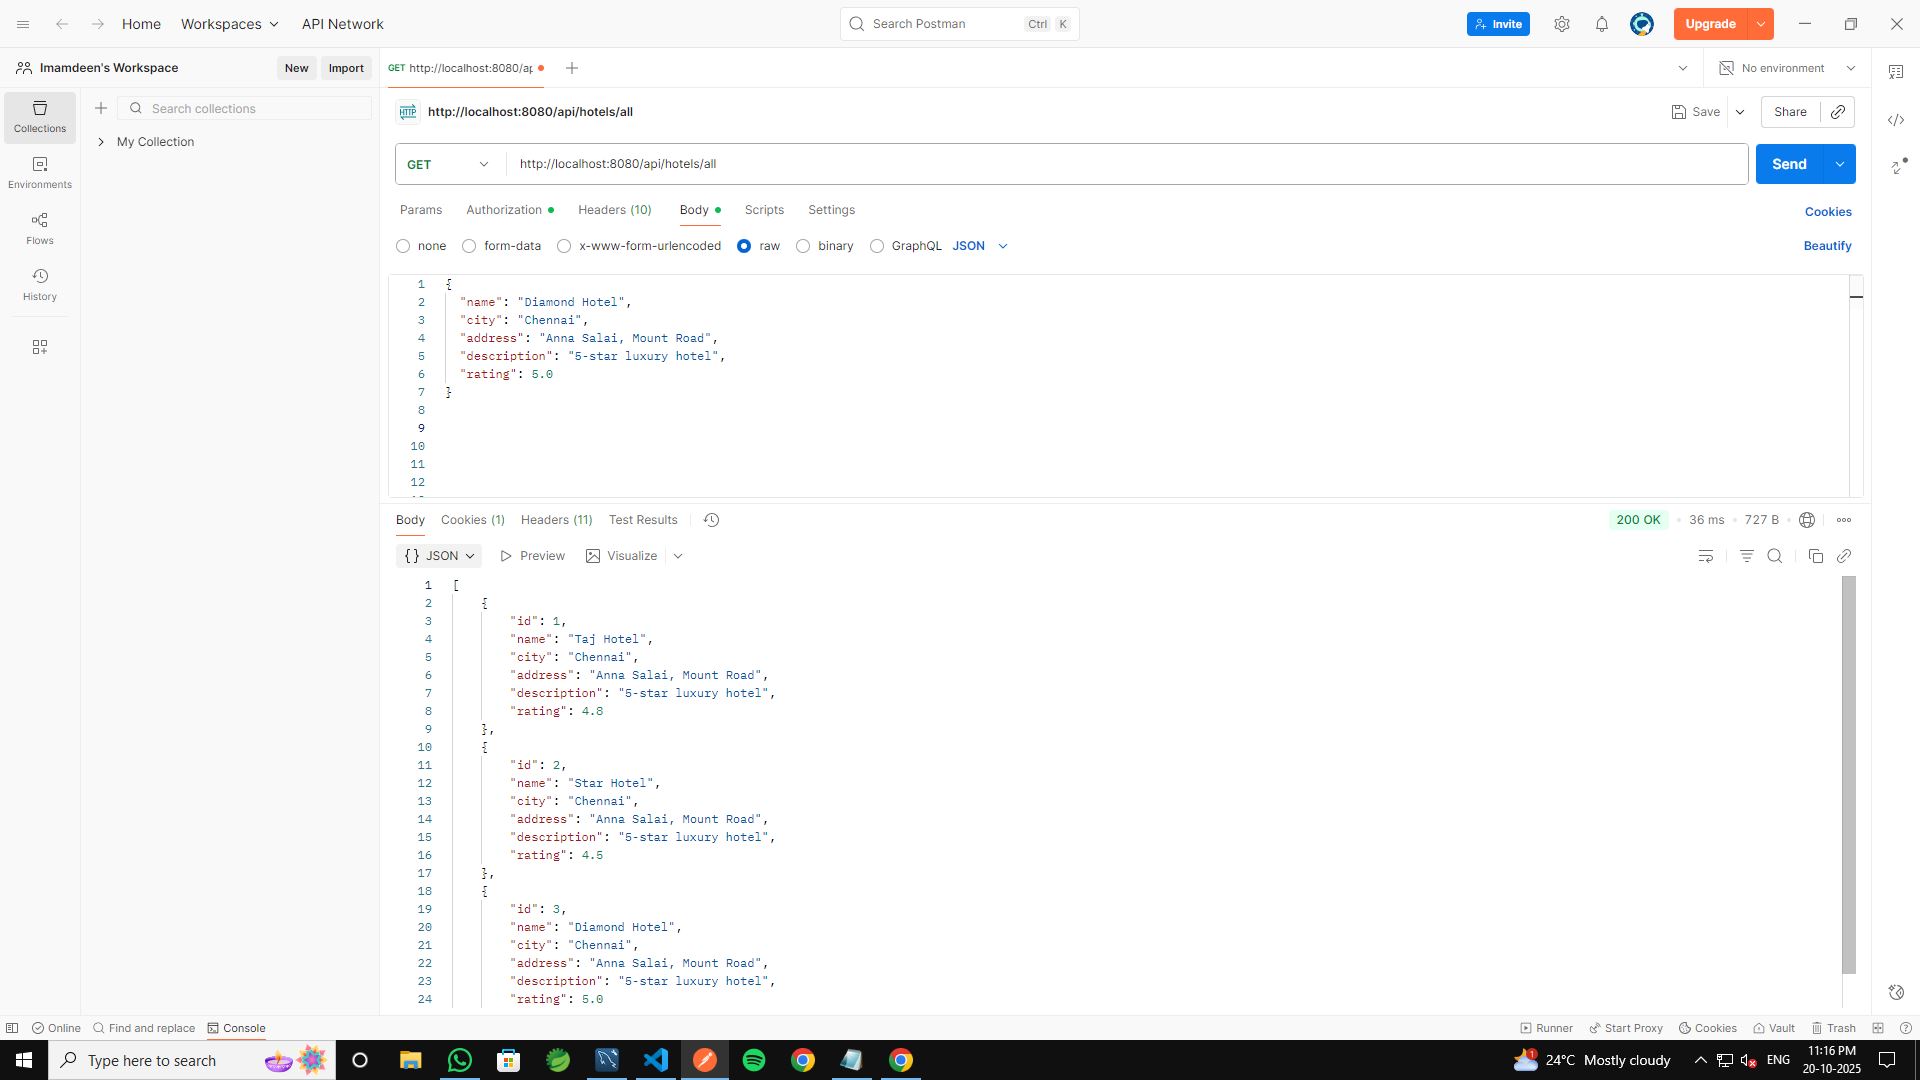 Home Workspaces API Network Search Postman Ctrl K Invite Upgrade
Imamdeen's Workspace New Import GET http://localhost:8080/ap No environment
Collections Search collections
My Collection
Environments
Flows
History
HTTP http://localhost:8080/api/hotels/all Save Share
GET http://localhost:8080/api/hotels/all Send
Params Authorization Headers (10) Body Scripts Settings Cookies
none form-data x-www-form-urlencoded raw binary GraphQL JSON Beautify
1 {
2 "name": "Diamond Hotel",
3 "city": "Chennai",
4 "address": "Anna Salai, Mount Road",
5 "description": "5-star luxury hotel",
6 "rating": 5.0
7 }
8
9
10
11
12
Body Cookies (1) Headers (11) Test Results 200 OK • 36 ms • 727 B
{} JSON Preview Visualize
1 [
2 {
3 "id": 1,
4 "name": "Taj Hotel",
5 "city": "Chennai",
6 "address": "Anna Salai, Mount Road",
7 "description": "5-star luxury hotel",
8 "rating": 4.8
9 },
10 {
11 "id": 2,
12 "name": "Star Hotel",
13 "city": "Chennai",
14 "address": "Anna Salai, Mount Road",
15 "description": "5-star luxury hotel",
16 "rating": 4.5
17 },
18 {
19 "id": 3,
20 "name": "Diamond Hotel",
21 "city": "Chennai",
22 "address": "Anna Salai, Mount Road",
23 "description": "5-star luxury hotel",
24 "rating": 5.0
Online Find and replace Console Runner Start Proxy Cookies Vault Trash
Type here to search 1 24°C Mostly cloudy ENG 11:16 PM
20-10-2025